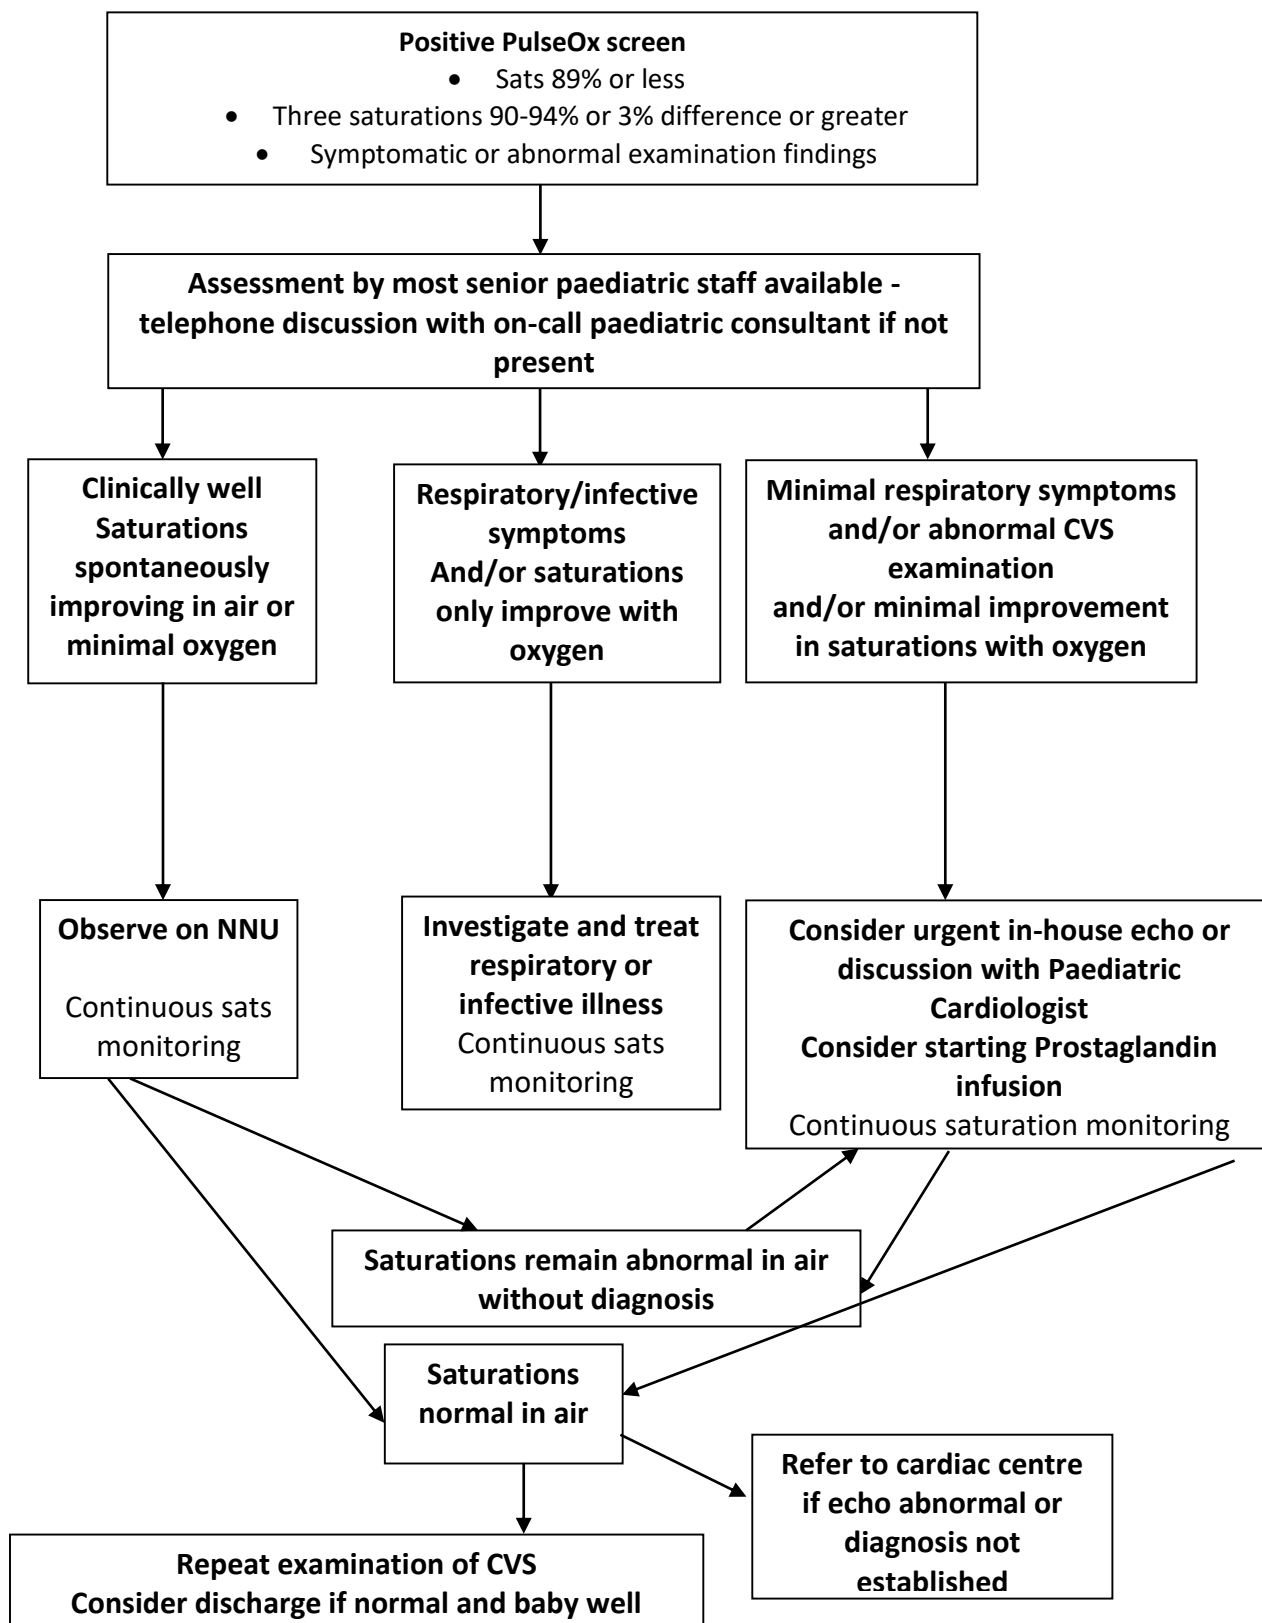 Positive PulseOx screen
• Sats 89% or less
• Three saturations 90-94% or 3% difference or greater
• Symptomatic or abnormal examination findings
Assessment by most senior paediatric staff available -
telephone discussion with on-call paediatric consultant if not
present
Clinically well
Saturations
spontaneously
improving in air or
minimal oxygen
Respiratory/infective
symptoms
And/or saturations
only improve with
oxygen
Minimal respiratory symptoms
and/or abnormal CVS
examination
and/or minimal improvement
in saturations with oxygen
Observe on NNU
Continuous sats
monitoring
Investigate and treat
respiratory or
infective illness
Continuous sats
monitoring
Consider urgent in-house echo or
discussion with Paediatric
Cardiologist
Consider starting Prostaglandin
infusion
Continuous saturation monitoring
Saturations remain abnormal in air
without diagnosis
Saturations
normal in air
Refer to cardiac centre
if echo abnormal or
diagnosis not
established
Repeat examination of CVS
Consider discharge if normal and baby well